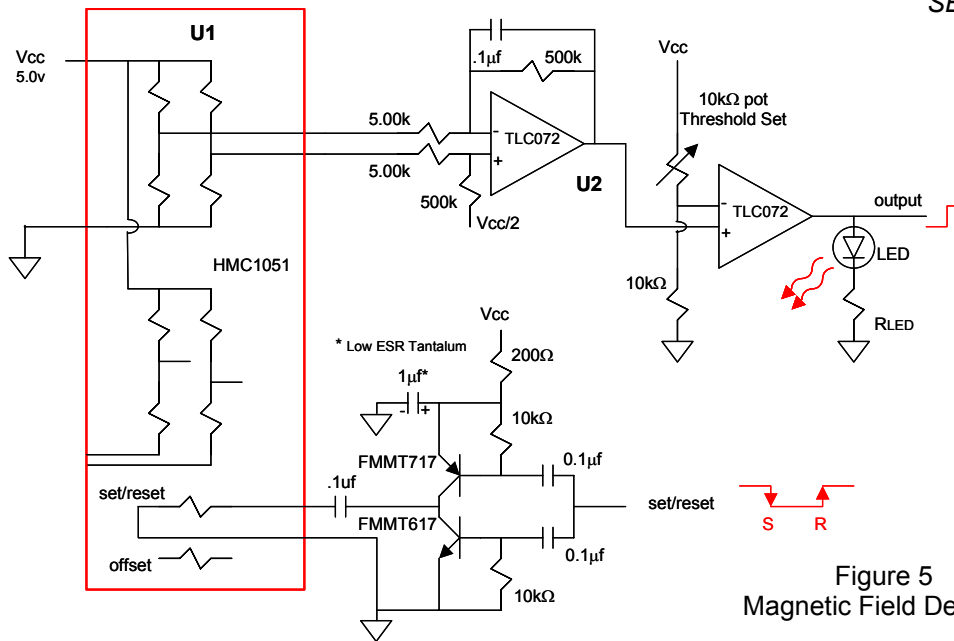 SE
U1
Vcc
5.0v
.1µf
500k
Vcc
10kΩ pot
Threshold Set
5.00k
-
TLC072
+
5.00k
U2
500k
Vcc/2
-
TLC072
+
output
LED
HMC1051
10kΩ
RLED
Vcc
* Low ESR Tantalum
200Ω
1µf*
- +
10kΩ
FMMT717
0.1µf
set/reset
.1uf
FMMT617
set/reset
S R
0.1µf
offset
10kΩ
Figure 5
Magnetic Field De